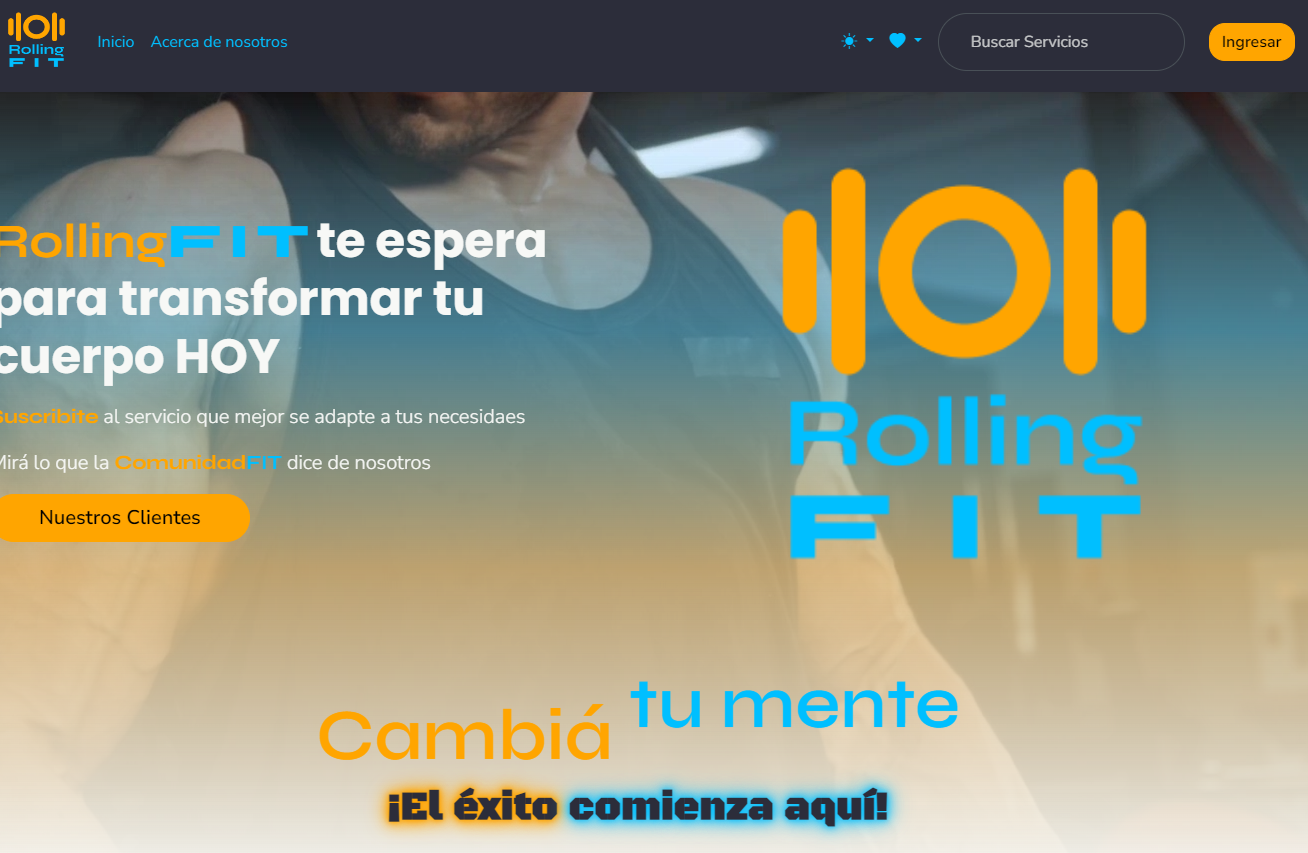 Rolling
FIT
Inicio Acerca de nosotros
Buscar Servicios
Ingresar
RollingFIT te espera
para transformar tu
cuerpo HOY
Suscribite al servicio que mejor se adapte a tus necesidaes
Mirá lo que la ComunidadFIT dice de nosotros
Nuestros Clientes
Rolling
FIT
Cambiá tu mente
¡El éxito comienza aquí!